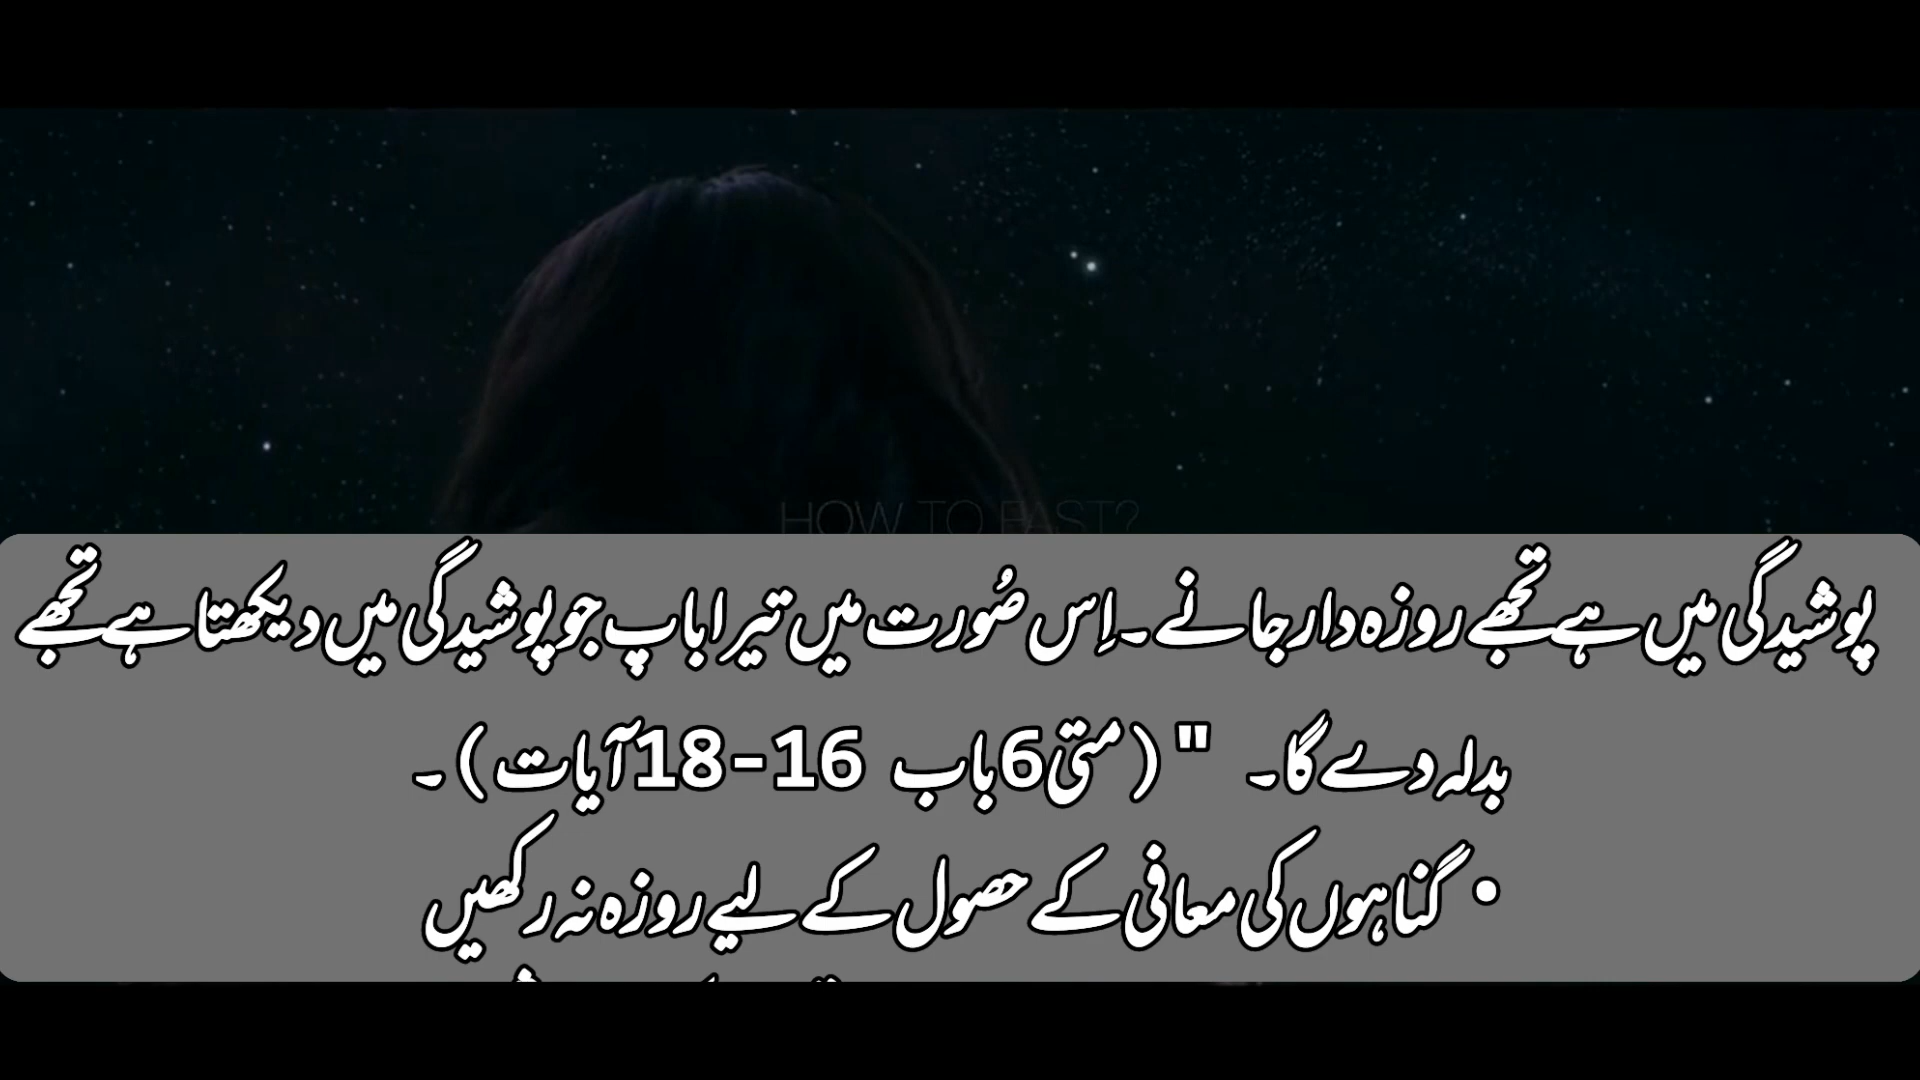 HOW TO FAST?
پوشیدگی میں ہے تجھے روزہ دار جانے۔ اِس صُورت میں تیرا باپ جو پوشیدگی میں دیکھتا ہے تجھے
بدلہ دے گا۔ " (متی 6 باب 16-18 آیات)۔
• گناہوں کی معافی کے حصول کے لیے روزہ نہ رکھیں